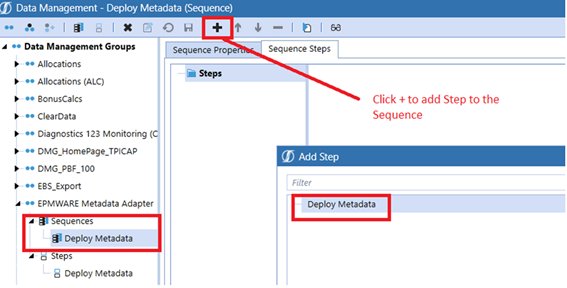 Data Management - Deploy Metadata (Sequence)
Data Management Groups
Allocations
Allocations (ALC)
BonusCalcs
ClearData
Diagnostics 123 Monitoring (C
DMG_HomePage_TPICAP
DMG_PBF_100
EBS_Export
EPMWARE Metadata Adapter
Sequences
Deploy Metadata
Steps
Deploy Metadata
Sequence Properties
Sequence Steps
Steps
Click + to add Step to the
Sequence
Add Step
Filter
Deploy Metadata